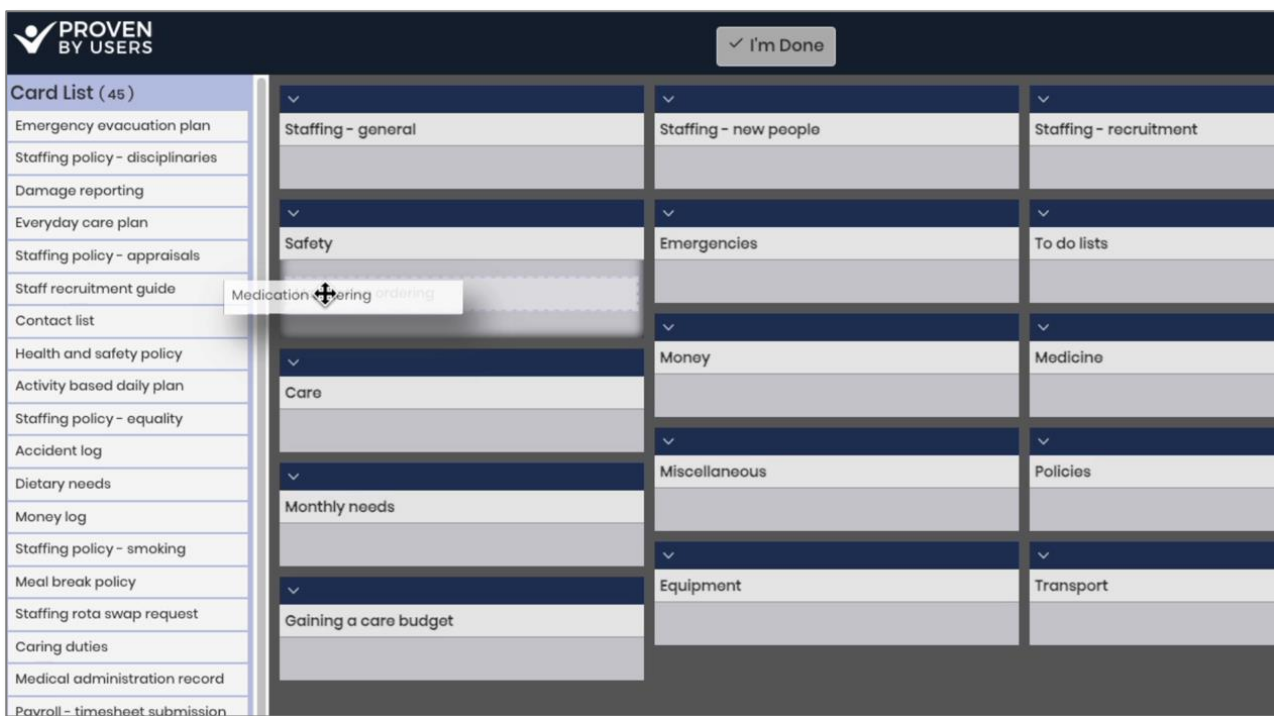 PROVEN
BY USERS
I'm Done
Card List (45)
Emergency evacuation plan
Staffing policy - disciplinaries
Damage reporting
Everyday care plan
Staffing policy - appraisals
Staff recruitment guide
Contact list
Health and safety policy
Activity based daily plan
Staffing policy - equality
Accident log
Dietary needs
Money log
Staffing policy - smoking
Meal break policy
Staffing rota swap request
Caring duties
Medical administration record
Payroll - timesheet submission
Staffing - general
Staffing - new people
Staffing - recruitment
Safety
Emergencies
To do lists
Medication ordering
Money
Medicine
Care
Miscellaneous
Policies
Monthly needs
Equipment
Transport
Gaining a care budget